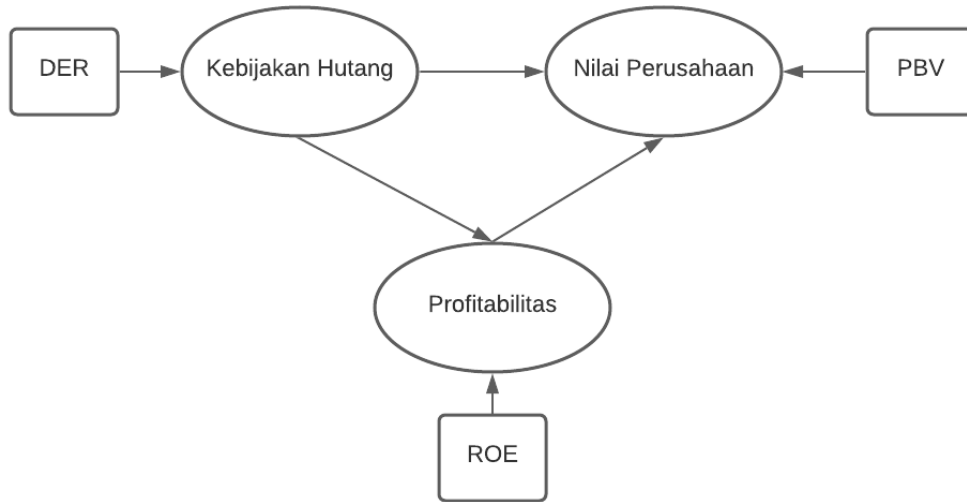 DER
Kebijakan Hutang
Nilai Perusahaan
PBV
Profitabilitas
ROE